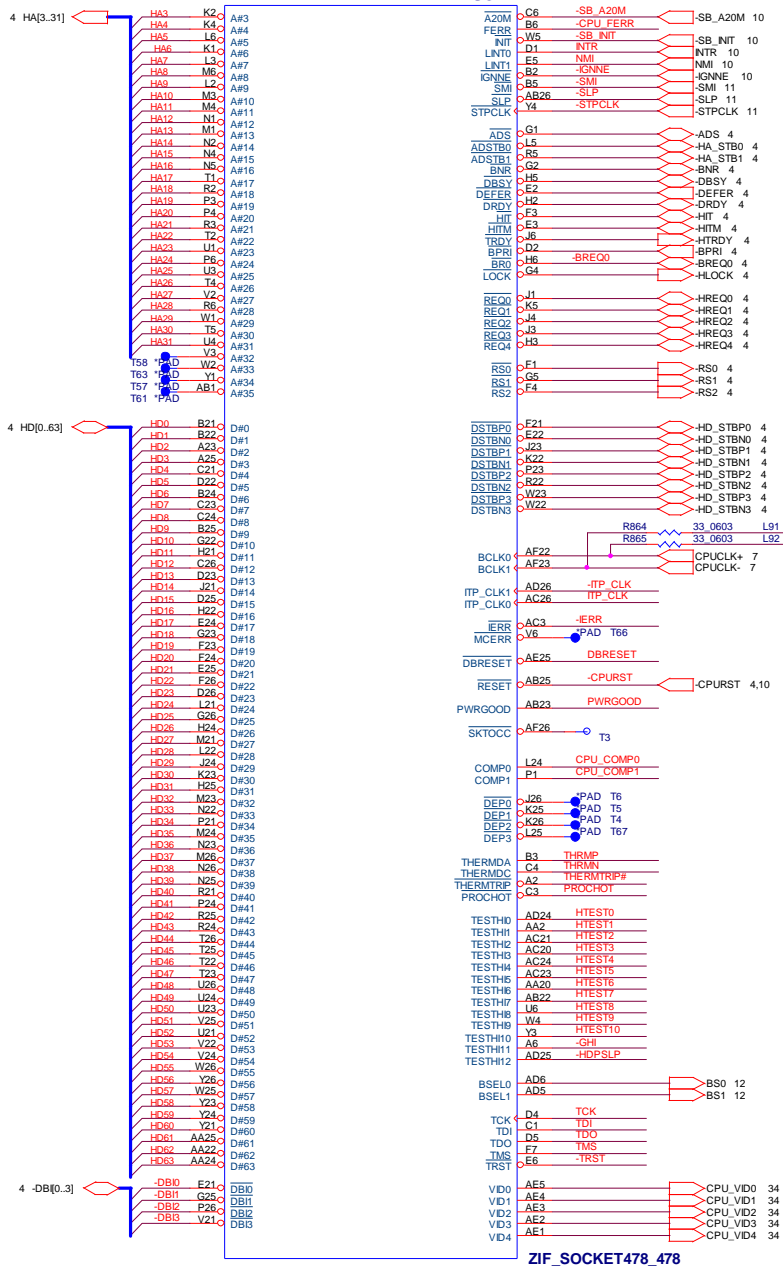 4 HA[3..31]
HA3 K2 A#3
HA4 K4 A#4
HA5 L6 A#5
HA6 K1 A#6
HA7 L3 A#7
HA8 M6 A#8
HA9 L2 A#9
HA10 M3 A#10
HA11 M4 A#11
HA12 N1 A#12
HA13 M1 A#13
HA14 N2 A#14
HA15 N4 A#15
HA16 N5 A#16
HA17 T1 A#17
HA18 R2 A#18
HA19 P3 A#19
HA20 P4 A#20
HA21 R3 A#21
HA22 T2 A#22
HA23 U1 A#23
HA24 P6 A#24
HA25 U3 A#25
HA26 T4 A#26
HA27 V2 A#27
HA28 R6 A#28
HA29 W1 A#29
HA30 T5 A#30
HA31 U4 A#31
V3 A#32
T58 *PAD W2 A#33
T63 *PAD Y1 A#34
T57 *PAD AB1 A#35
T61 *PAD
4 HD[0..63]
HD0 B21 D#0
HD1 B22 D#1
HD2 A23 D#2
HD3 A25 D#3
HD4 C21 D#4
HD5 D22 D#5
HD6 B24 D#6
HD7 C23 D#7
HD8 C24 D#8
HD9 B25 D#9
HD10 G22 D#10
HD11 H21 D#11
HD12 C26 D#12
HD13 D23 D#13
HD14 J21 D#14
HD15 D25 D#15
HD16 H22 D#16
HD17 E24 D#17
HD18 G23 D#18
HD19 F23 D#19
HD20 F24 D#20
HD21 E25 D#21
HD22 F26 D#22
HD23 D26 D#23
HD24 L21 D#24
HD25 G26 D#25
HD26 H24 D#26
HD27 M21 D#27
HD28 L22 D#28
HD29 J24 D#29
HD30 K23 D#30
HD31 H25 D#31
HD32 M23 D#32
HD33 N22 D#33
HD34 P21 D#34
HD35 M24 D#35
HD36 N23 D#36
HD37 M26 D#37
HD38 N26 D#38
HD39 N25 D#39
HD40 R21 D#40
HD41 P24 D#41
HD42 R25 D#42
HD43 R24 D#43
HD44 T26 D#44
HD45 T25 D#45
HD46 T22 D#46
HD47 T23 D#47
HD48 U26 D#48
HD49 U24 D#49
HD50 U23 D#50
HD51 V25 D#51
HD52 U21 D#52
HD53 V22 D#53
HD54 V24 D#54
HD55 W26 D#55
HD56 Y26 D#56
HD57 W25 D#57
HD58 Y23 D#58
HD59 Y24 D#59
HD60 Y21 D#60
HD61 AA25 D#61
HD62 AA22 D#62
HD63 AA24 D#63
4 -DBI[0..3]
-DBI0 E21 DBI0
-DBI1 G25 DBI1
-DBI2 P26 DBI2
-DBI3 V21 DBI3
A20M C6 -SB_A20M -SB_A20M 10
FERR B6 -CPU_FERR
INIT W5 -SB_INIT -SB_INIT 10
LINT0 D1 INTR INTR 10
LINT1 E5 NMI NMI 10
IGNNE B2 -IGNNE -IGNNE 10
SMI B5 -SMI -SMI 11
SLP AB26 -SLP -SLP 11
STPCLK Y4 -STPCLK -STPCLK 11
ADS G1 -ADS 4
ADSTB0 L5 -HA_STB0 4
ADSTB1 R5 -HA_STB1 4
BNR G2 -BNR 4
DBSY H5 -DBSY 4
DEFER E2 -DEFER 4
DRDY H2 -DRDY 4
HIT F3 -HIT 4
HITM E3 -HITM 4
TRDY J6 -HTRDY 4
BPRI D2 -BPRI 4
BR0 H6 -BREQ0 -BREQ0 4
LOCK G4 -HLOCK 4
REQ0 J1 -HREQ0 4
REQ1 K5 -HREQ1 4
REQ2 J4 -HREQ2 4
REQ3 J3 -HREQ3 4
REQ4 H3 -HREQ4 4
RS0 F1 -RS0 4
RS1 G5 -RS1 4
RS2 F4 -RS2 4
DSTBP0 F21 -HD_STBP0 4
DSTBN0 E22 -HD_STBN0 4
DSTBP1 J23 -HD_STBP1 4
DSTBN1 K22 -HD_STBN1 4
DSTBP2 P23 -HD_STBP2 4
DSTBN2 R22 -HD_STBN2 4
DSTBP3 W23 -HD_STBP3 4
DSTBN3 W22 -HD_STBN3 4
R864 33_0603 L91
R865 33_0603 L92
BCLK0 AF22 CPUCLK+ 7
BCLK1 AF23 CPUCLK- 7
ITP_CLK1 AD26 -ITP_CLK
ITP_CLK0 AC26 ITP_CLK
IERR AC3 -IERR
MCERR V6 *PAD T66
DBRESET AE25 DBRESET
RESET AB25 -CPURST -CPURST 4,10
PWRGOOD AB23 PWRGOOD
SKTOCC AF26 T3
COMP0 L24 CPU_COMP0
COMP1 P1 CPU_COMP1
DEP0 J26 *PAD T6
DEP1 K25 *PAD T5
DEP2 K26 *PAD T4
DEP3 L25 *PAD T67
THERMDA B3 THRMP
THERMDC C4 THRMN
THERMTRIP A2 THERMTRIP#
PROCHOT C3 PROCHOT
TESTHI0 AD24 HTEST0
TESTHI1 AA2 HTEST1
TESTHI2 AC21 HTEST2
TESTHI3 AC20 HTEST3
TESTHI4 AC24 HTEST4
TESTHI5 AC23 HTEST5
TESTHI6 AA20 HTEST6
TESTHI7 AB22 HTEST7
TESTHI8 U6 HTEST8
TESTHI9 W4 HTEST9
TESTHI10 Y3 HTEST10
TESTHI11 A6 -GHI
TESTHI12 AD25 -HDPSLP
BSEL0 AD6 BS0 12
BSEL1 AD5 BS1 12
TCK D4 TCK
TDI C1 TDI
TDO D5 TDO
TMS F7 TMS
TRST E6 -TRST
VID0 AE5 CPU_VID0 34
VID1 AE4 CPU_VID1 34
VID2 AE3 CPU_VID2 34
VID3 AE2 CPU_VID3 34
VID4 AE1 CPU_VID4 34
ZIF_SOCKET478_478